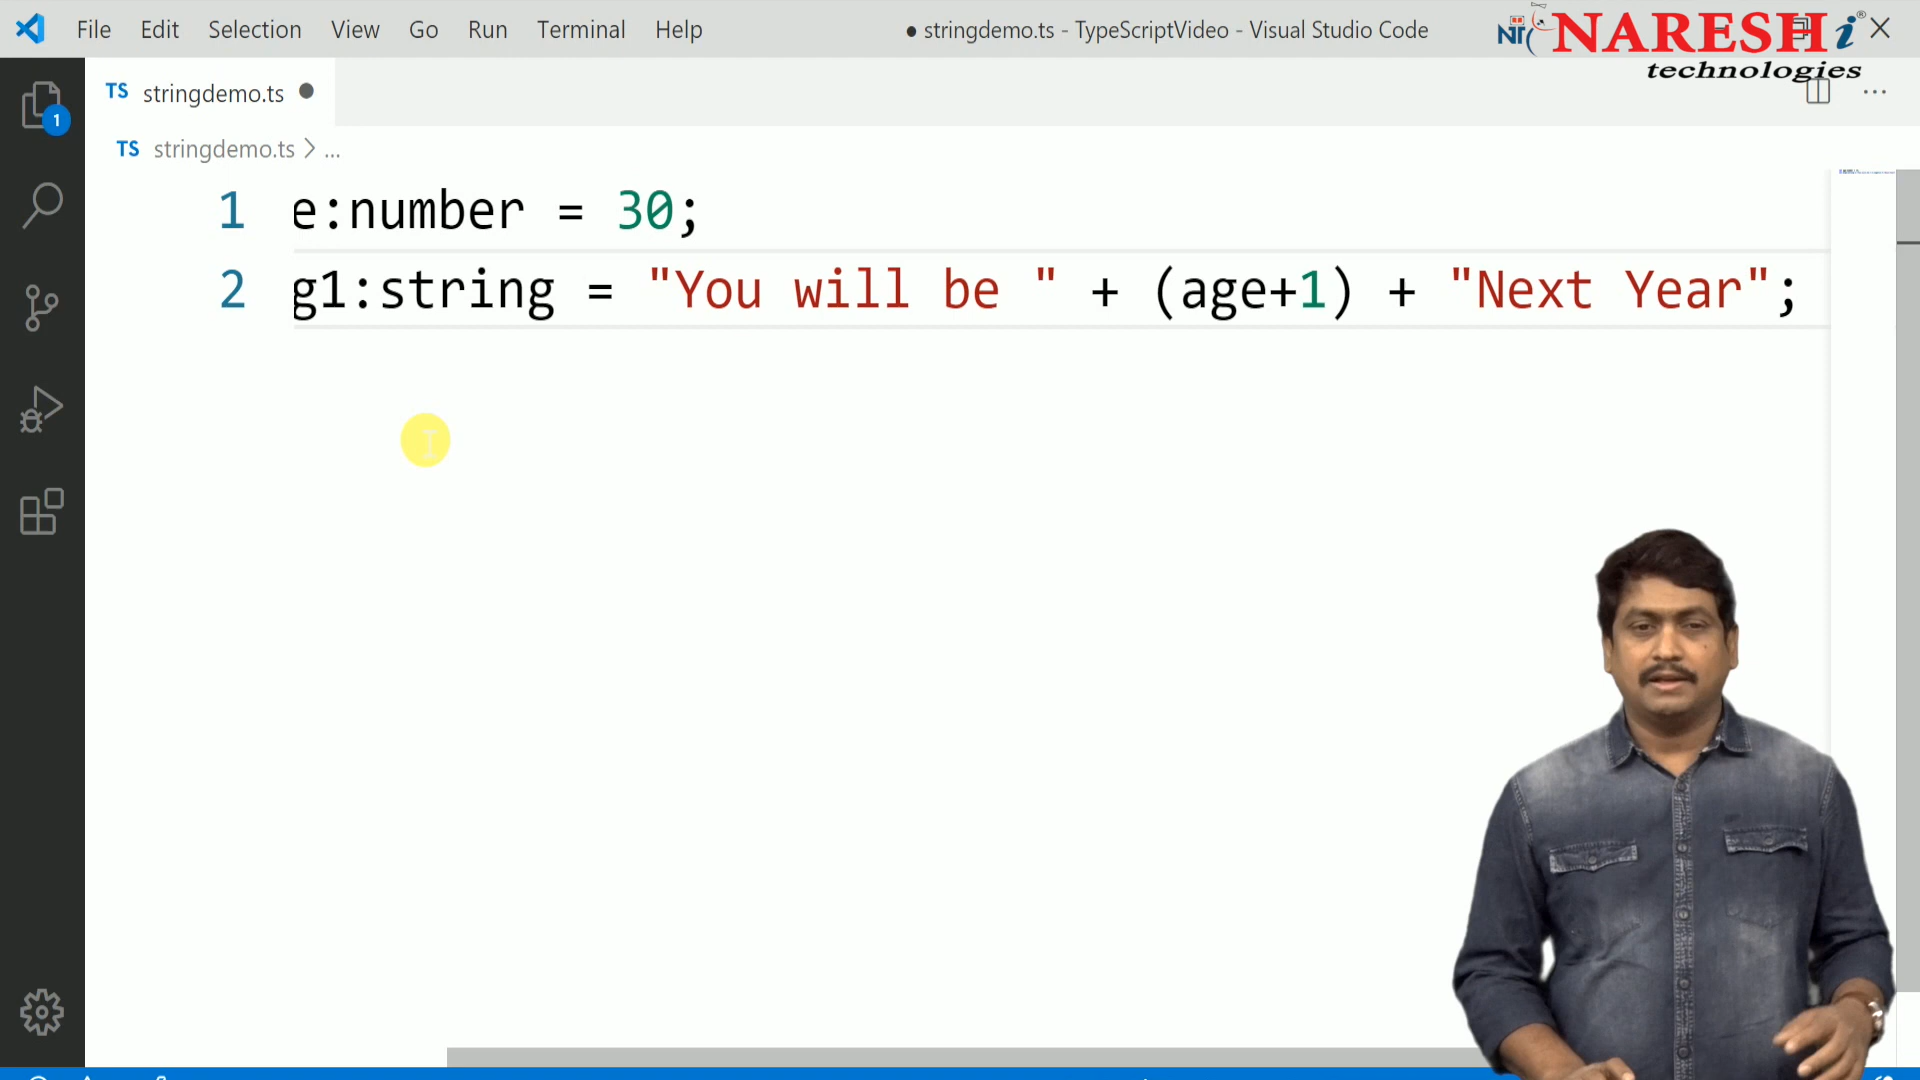 File Edit Selection View Go Run Terminal Help ● stringdemo.ts - TypeScriptVideo - Visual Studio Code
NARESH i ®
technologies
TS stringdemo.ts ●
TS stringdemo.ts > ...
1 e:number = 30;
2 g1:string = "You will be " + (age+1) + "Next Year";
1